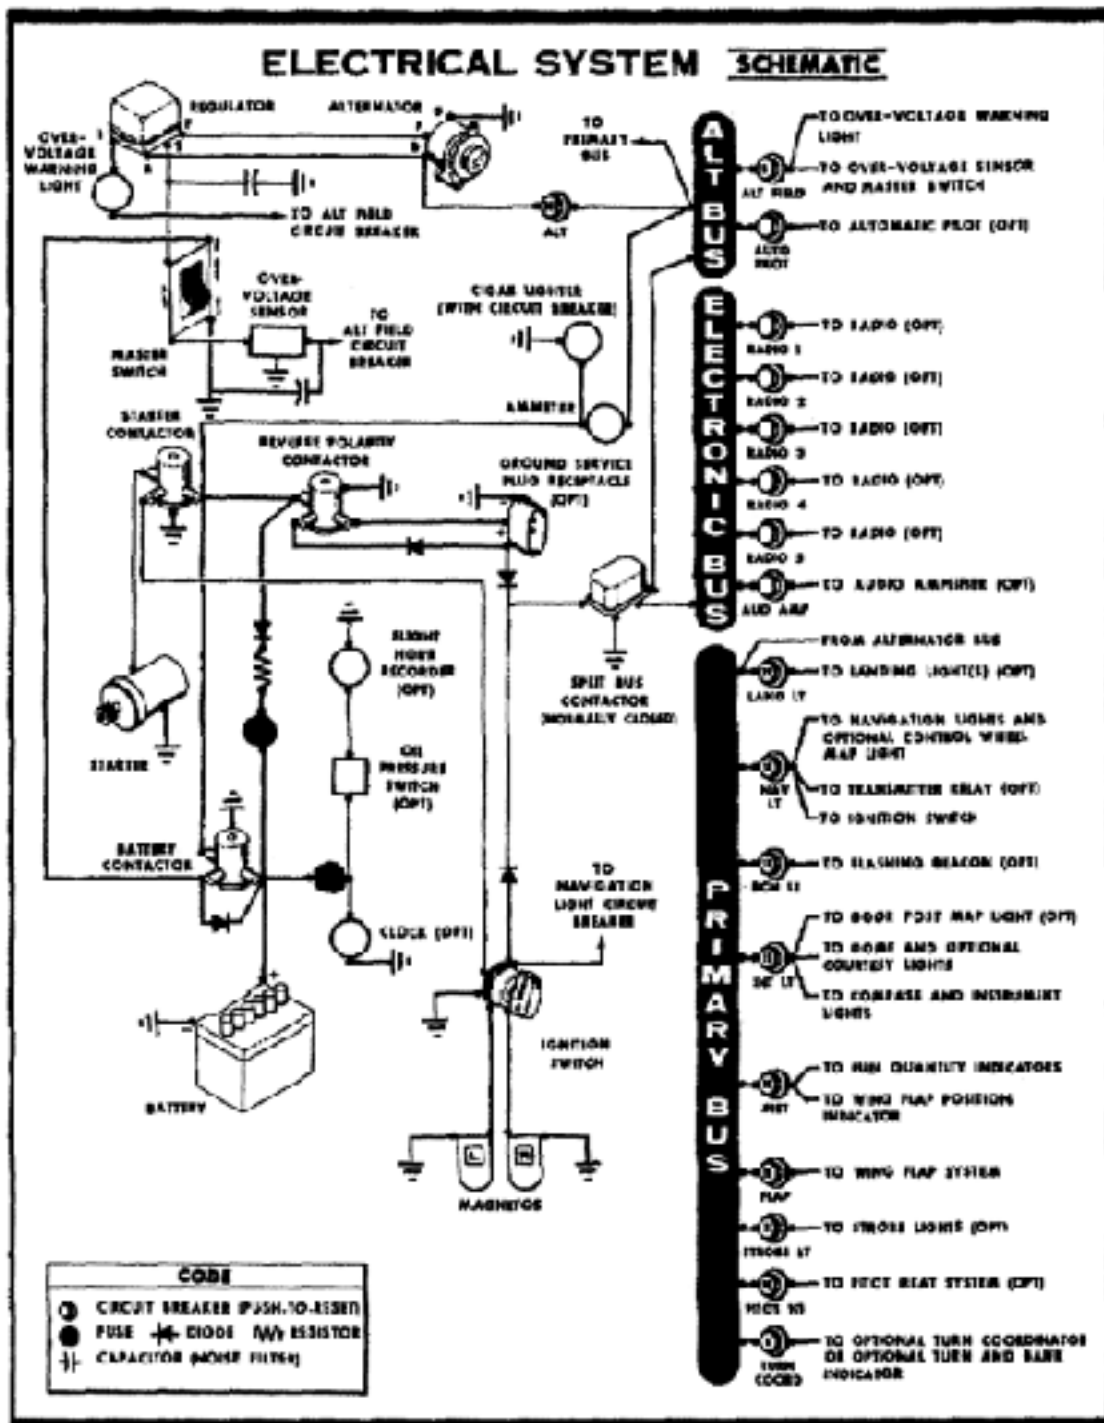 ELECTRICAL SYSTEM SCHEMATIC
REGULATOR
ALTERNATOR
OVER-
VOLTAGE
WARNING
LIGHT
TO ALT FIELD
CIRCUIT BREAKER
ALT
TO
PRIMARY
BUS
MASTER
SWITCH
OVER-
VOLTAGE
SENSOR
TO
ALT FIELD
CIRCUIT
BREAKER
CIGAR LIGHTER
(WITH CIRCUIT BREAKER)
AMMETER
STARTER
CONTACTOR
REVERSE POLARITY
CONTACTOR
GROUND SERVICE
PLUG RECEPTACLE
(OPT)
STARTER
FLIGHT
HOUR
RECORDER
(OPT)
OIL
PRESSURE
SWITCH
(OPT)
SPLIT BUS
CONTACTOR
(NORMALLY CLOSED)
BATTERY
CONTACTOR
CLOCK (OPT)
TO
NAVIGATION
LIGHT CIRCUIT
BREAKER
IGNITION
SWITCH
BATTERY
L
R
MAGNETOS
ALT BUS
ALT FIELD
TO OVER-VOLTAGE WARNING
LIGHT
TO OVER-VOLTAGE SENSOR
AND MASTER SWITCH
AUTO
PILOT
TO AUTOMATIC PILOT (OPT)
ELECTRONIC BUS
RADIO 1
TO RADIO (OPT)
RADIO 2
TO RADIO (OPT)
RADIO 3
TO RADIO (OPT)
RADIO 4
TO RADIO (OPT)
RADIO 5
TO RADIO (OPT)
AUD AMP
TO AUDIO AMPLIFIER (OPT)
PRIMARY BUS
FROM ALTERNATOR BUS
LAND LT
TO LANDING LIGHT(S) (OPT)
NAV
LT
TO NAVIGATION LIGHTS AND
OPTIONAL CONTROL WHEEL
MAP LIGHT
TO TRANSMITTER RELAY (OPT)
TO IGNITION SWITCH
BCN LT
TO FLASHING BEACON (OPT)
TO DOOR POST MAP LIGHT (OPT)
TO DOME AND OPTIONAL
COURTESY LIGHTS
TO COMPASS AND INSTRUMENT
LIGHTS
INST
TO FUEL QUANTITY INDICATORS
TO WING FLAP POSITION
INDICATOR
FLAP
TO WING FLAP SYSTEM
STROBE LT
TO STROBE LIGHTS (OPT)
TO PITOT HEAT SYSTEM (OPT)
TURN
COORD
TO OPTIONAL TURN COORDINATOR
OR OPTIONAL TURN AND BANK
INDICATOR
CODE
CIRCUIT BREAKER (PUSH-TO-RESET)
FUSE DIODE RESISTOR
CAPACITOR (NOISE FILTER)